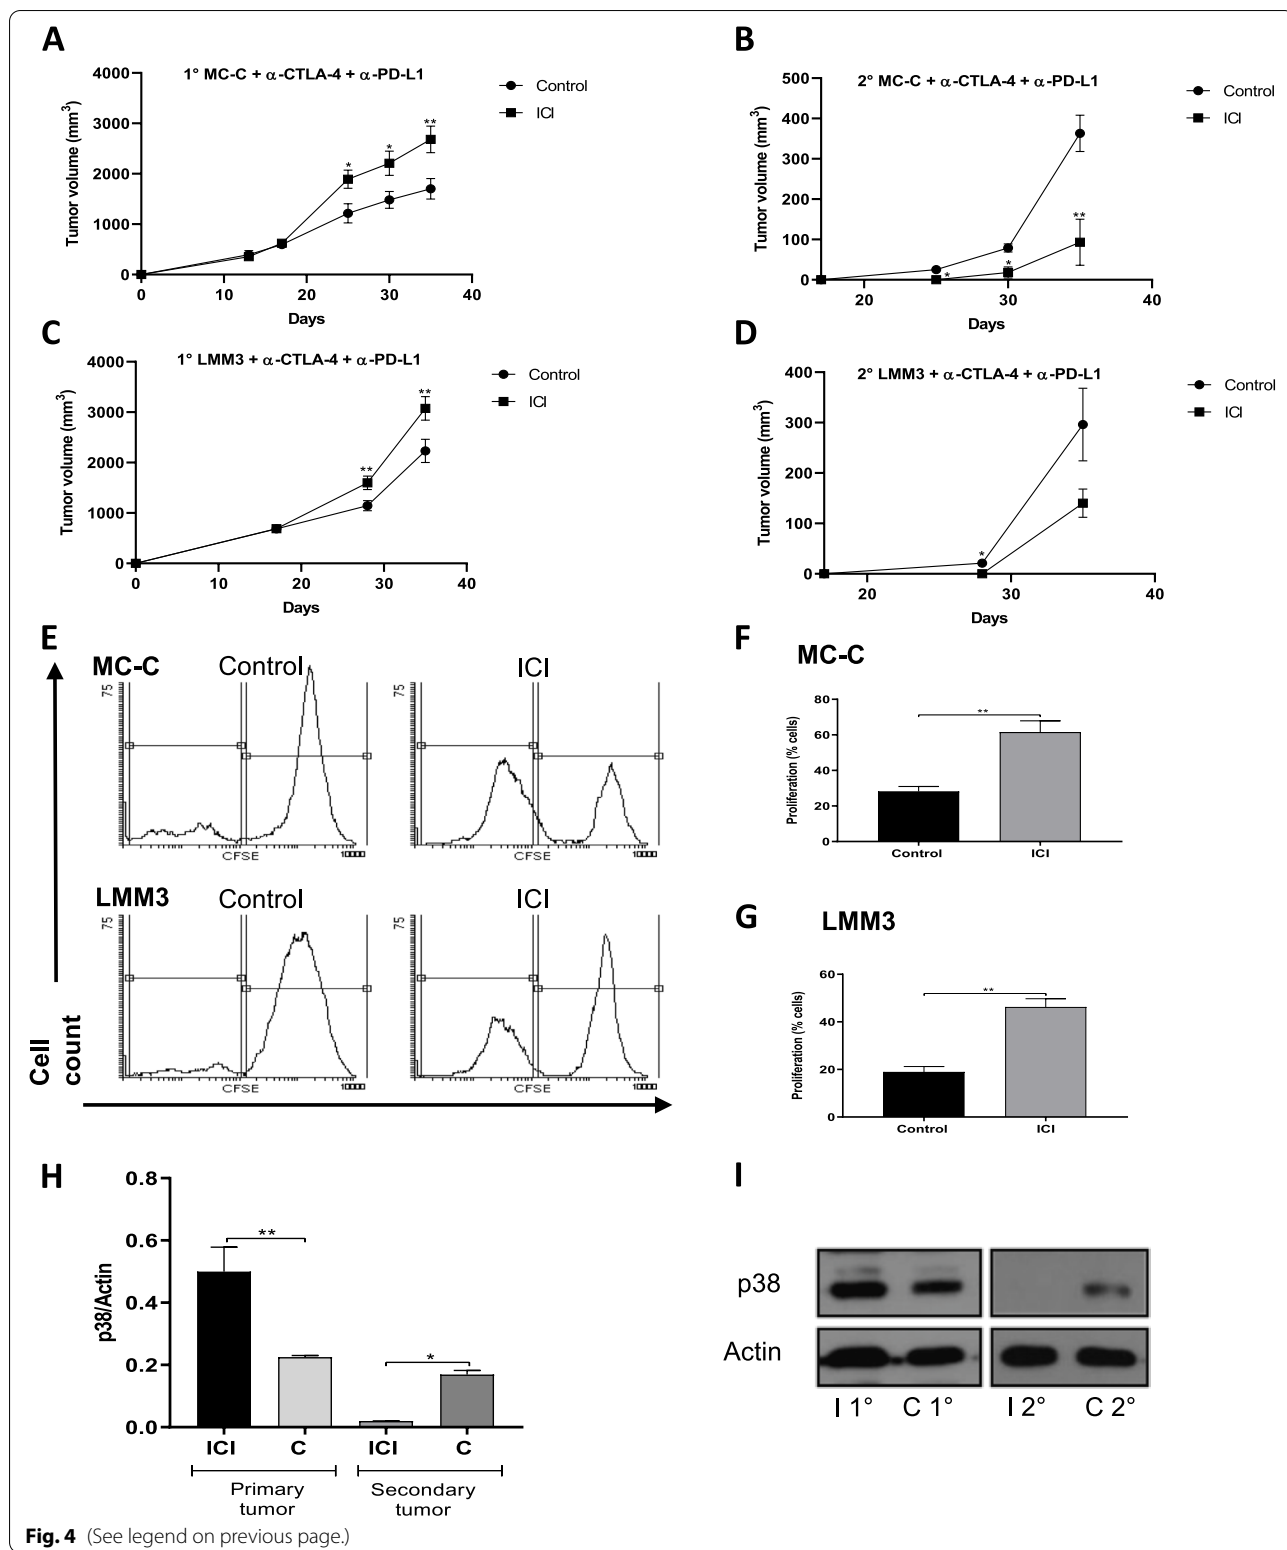 A
1° MC-C + α-CTLA-4 + α-PD-L1
Tumor volume (mm³)
4000
3000
2000
1000
0
*
*
**
0 10 20 30 40
Days
Control
ICI
B
2° MC-C + α-CTLA-4 + α-PD-L1
Tumor volume (mm³)
500
400
300
200
100
0
*
*
**
20 30 40
Days
Control
ICI
C
1° LMM3 + α-CTLA-4 + α-PD-L1
Tumor volume (mm³)
4000
3000
2000
1000
0
**
**
0 10 20 30 40
Days
Control
ICI
D
2° LMM3 + α-CTLA-4 + α-PD-L1
Tumor volume (mm³)
400
300
200
100
0
*
20 30 40
Days
Control
ICI
E
MC-C Control ICI
75 75
CFSE CFSE
LMM3 Control ICI
75 75
CFSE CFSE
Cell
count
F
MC-C
Proliferation (% cells)
80
60
40
20
0
**
Control ICI
G
LMM3
Proliferation (% cells)
60
40
20
0
**
Control ICI
H
p38/Actin
0.8
0.6
0.4
0.2
0.0
**
*
ICI C ICI C
Primary
tumor
Secondary
tumor
I
p38
Actin
I 1° C 1° I 2° C 2°
Fig. 4 (See legend on previous page.)